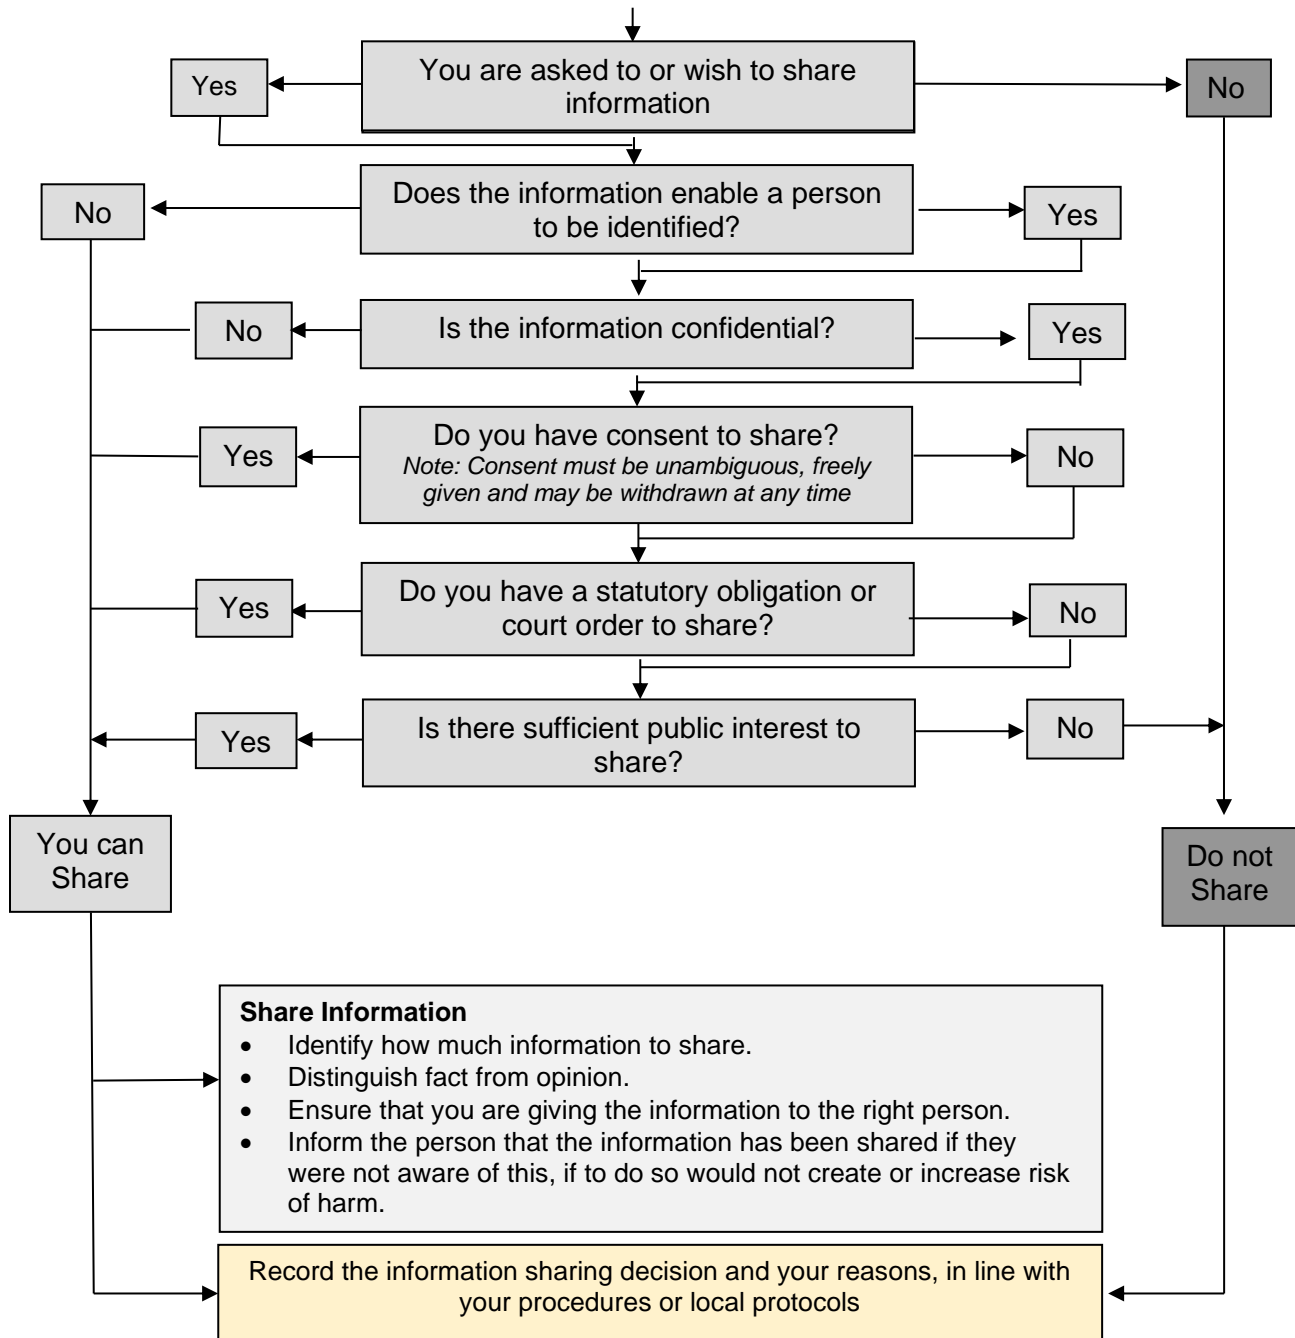 You are asked to or wish to share
information
Yes
No
Does the information enable a person
to be identified?
No
Yes
Is the information confidential?
No
Yes
Do you have consent to share?
Note: Consent must be unambiguous, freely
given and may be withdrawn at any time
Yes
No
Do you have a statutory obligation or
court order to share?
Yes
No
Is there sufficient public interest to
share?
Yes
No
You can
Share
Do not
Share
Share Information
• Identify how much information to share.
• Distinguish fact from opinion.
• Ensure that you are giving the information to the right person.
• Inform the person that the information has been shared if they
were not aware of this, if to do so would not create or increase risk
of harm.
Record the information sharing decision and your reasons, in line with
your procedures or local protocols